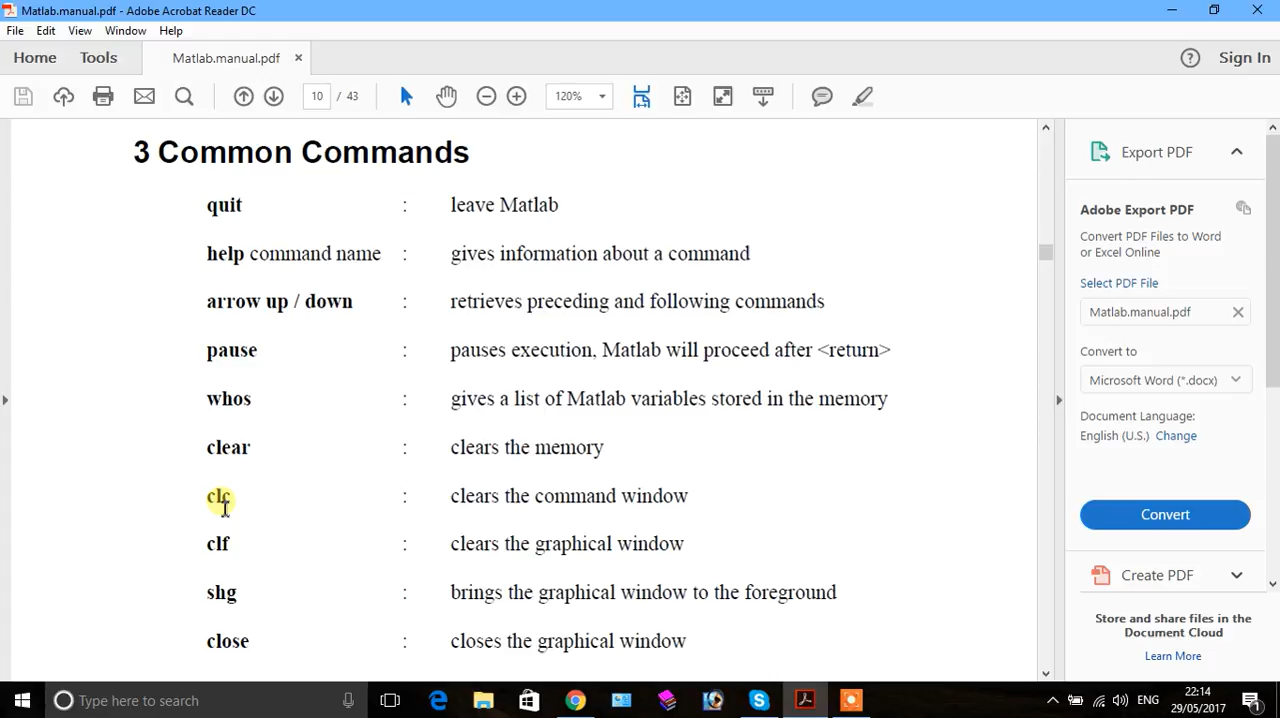 Matlab.manual.pdf - Adobe Acrobat Reader DC
File Edit View Window Help
Home Tools Matlab.manual.pdf × Sign In
10 / 43 120%
3 Common Commands
quit : leave Matlab
help command name : gives information about a command
arrow up / down : retrieves preceding and following commands
pause : pauses execution, Matlab will proceed after <return>
whos : gives a list of Matlab variables stored in the memory
clear : clears the memory
clc : clears the command window
clf : clears the graphical window
shg : brings the graphical window to the foreground
close : closes the graphical window
Export PDF
Adobe Export PDF
Convert PDF Files to Word
or Excel Online
Select PDF File
Matlab.manual.pdf
Convert to
Microsoft Word (*.docx)
Document Language:
English (U.S.) Change
Convert
Create PDF
Store and share files in the
Document Cloud
Learn More
Type here to search
ENG
22:14
29/05/2017
1